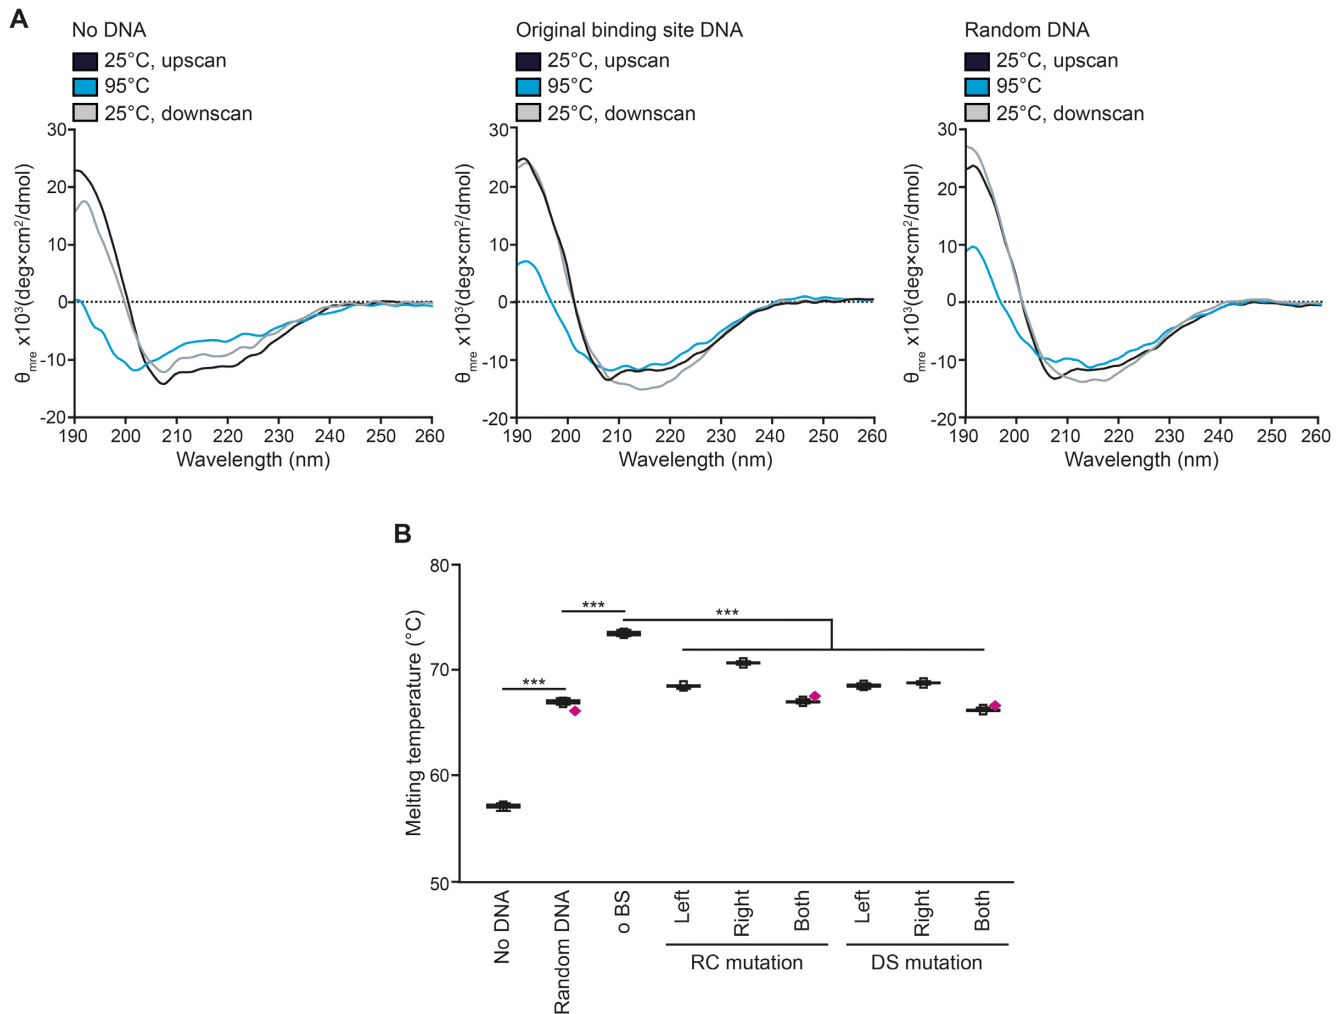 A
No DNA
25°C, upscan
95°C
25°C, downscan
30
20
10
0
-10
-20
θmre x10³(deg×cm²/dmol)
190 200 210 220 230 240 250 260
Wavelength (nm)
Original binding site DNA
25°C, upscan
95°C
25°C, downscan
30
20
10
0
-10
-20
θmre x10³(deg×cm²/dmol)
190 200 210 220 230 240 250 260
Wavelength (nm)
Random DNA
25°C, upscan
95°C
25°C, downscan
30
20
10
0
-10
-20
θmre x10³(deg×cm²/dmol)
190 200 210 220 230 240 250 260
Wavelength (nm)
B
80
70
60
50
Melting temperature (°C)
***
***
***
No DNA
Random DNA
o BS
Left
Right
Both
Left
Right
Both
RC mutation
DS mutation